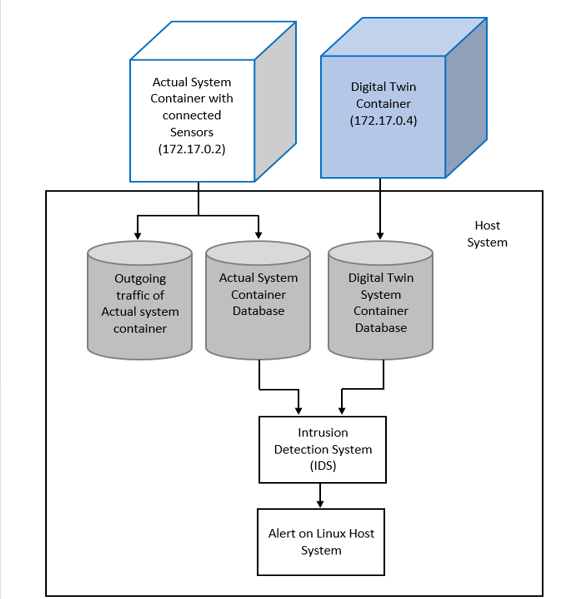 Actual System
Container with
connected
Sensors
(172.17.0.2)
Digital Twin
Container
(172.17.0.4)
Host
System
Outgoing
traffic of
Actual system
container
Actual System
Container
Database
Digital Twin
System
Container
Database
Intrusion
Detection System
(IDS)
Alert on Linux Host
System